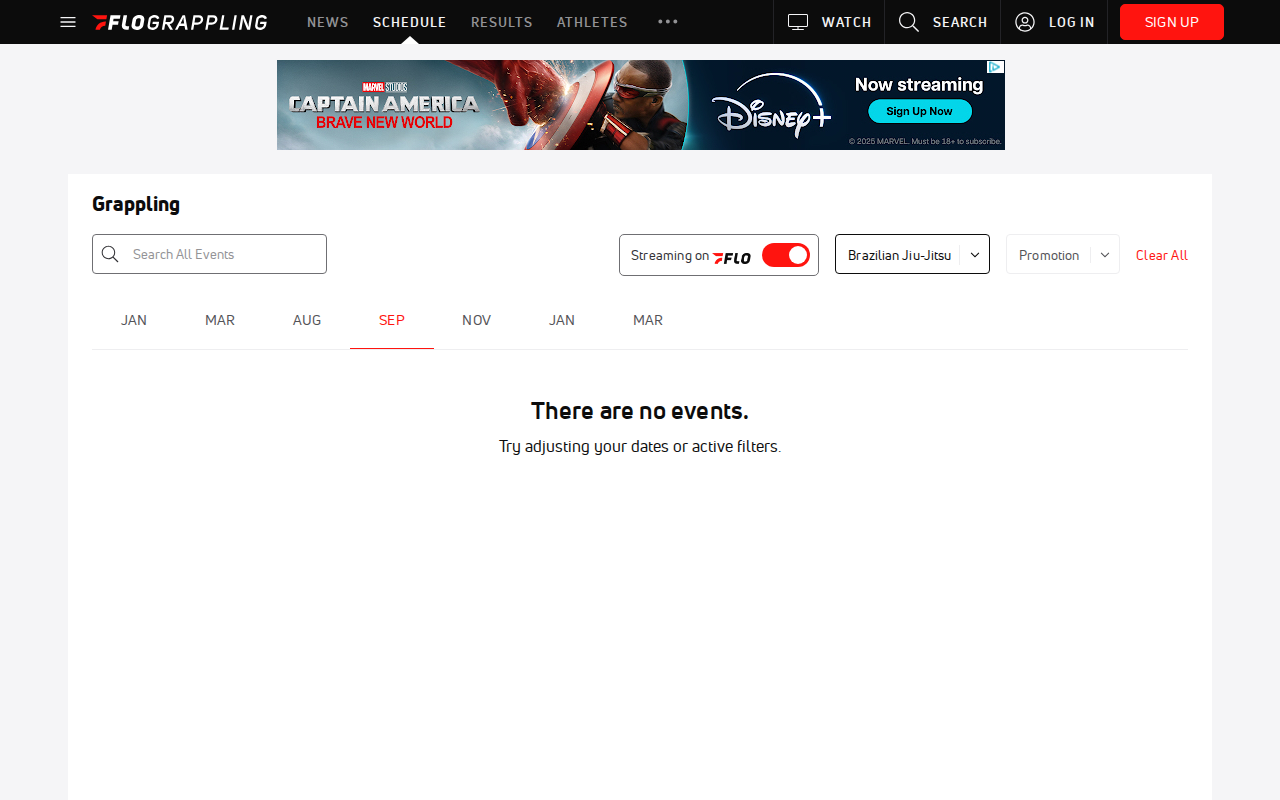 FLOGRAPPLING NEWS SCHEDULE RESULTS ATHLETES WATCH SEARCH LOG IN SIGN UP
MARVEL STUDIOS
CAPTAIN AMERICA
BRAVE NEW WORLD
Disney+
Now streaming
Sign Up Now
© 2025 MARVEL. Must be 18+ to subscribe.
Grappling
Search All Events
Streaming on FLO
Brazilian Jiu-Jitsu
Promotion
Clear All
JAN MAR AUG SEP NOV JAN MAR
There are no events.
Try adjusting your dates or active filters.